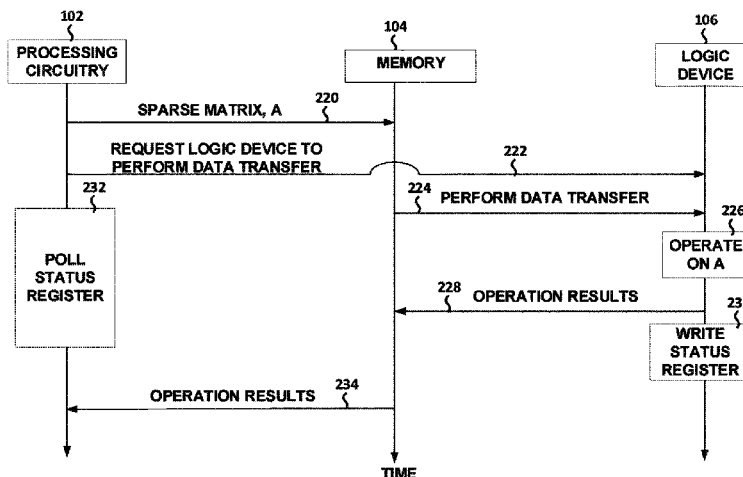 102
104
106
PROCESSING
CIRCUITRY
MEMORY
LOGIC
DEVICE
SPARSE MATRIX, A
220
REQUEST LOGIC DEVICE TO
PERFORM DATA TRANSFER
222
232
224
PERFORM DATA TRANSFER
226
POLL
STATUS
REGISTER
OPERATE
ON A
228
OPERATION RESULTS
23
WRITE
STATUS
REGISTER
OPERATION RESULTS
234
TIME